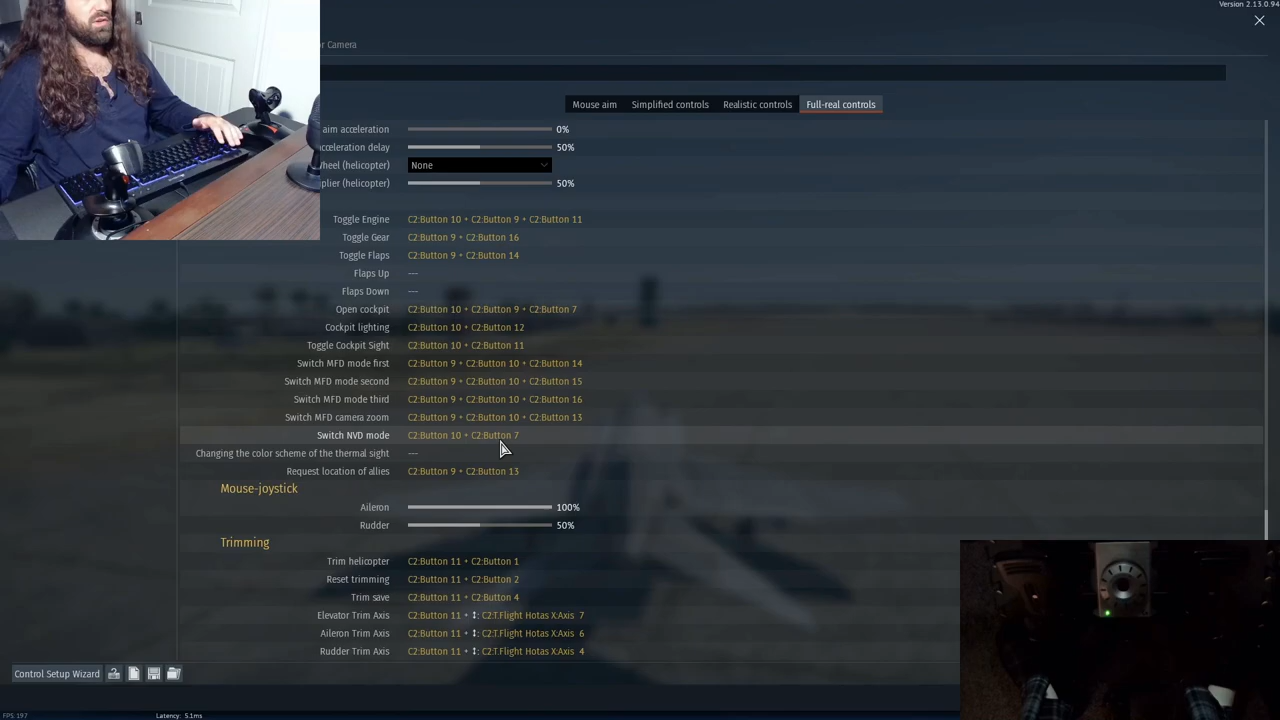 Version 2.13.0.94
r Camera
Mouse aim Simplified controls Realistic controls Full-real controls
aim acceleration 0%
acceleration delay 50%
Wheel (helicopter) None
plier (helicopter) 50%
Toggle Engine C2:Button 10 + C2:Button 9 + C2:Button 11
Toggle Gear C2:Button 9 + C2:Button 16
Toggle Flaps C2:Button 9 + C2:Button 14
Flaps Up ---
Flaps Down ---
Open cockpit C2:Button 10 + C2:Button 9 + C2:Button 7
Cockpit lighting C2:Button 10 + C2:Button 12
Toggle Cockpit Sight C2:Button 10 + C2:Button 11
Switch MFD mode first C2:Button 9 + C2:Button 10 + C2:Button 14
Switch MFD mode second C2:Button 9 + C2:Button 10 + C2:Button 15
Switch MFD mode third C2:Button 9 + C2:Button 10 + C2:Button 16
Switch MFD camera zoom C2:Button 9 + C2:Button 10 + C2:Button 13
Switch NVD mode C2:Button 10 + C2:Button 7
Changing the color scheme of the thermal sight ---
Request location of allies C2:Button 9 + C2:Button 13
Mouse-joystick
Aileron 100%
Rudder 50%
Trimming
Trim helicopter C2:Button 11 + C2:Button 1
Reset trimming C2:Button 11 + C2:Button 2
Trim save C2:Button 11 + C2:Button 4
Elevator Trim Axis C2:Button 11 + ↕: C2:T.Flight Hotas X:Axis 7
Aileron Trim Axis C2:Button 11 + ↕: C2:T.Flight Hotas X:Axis 6
Rudder Trim Axis C2:Button 11 + ↕: C2:T.Flight Hotas X:Axis 4
Control Setup Wizard
FPS: 197 Latency: 5.1ms